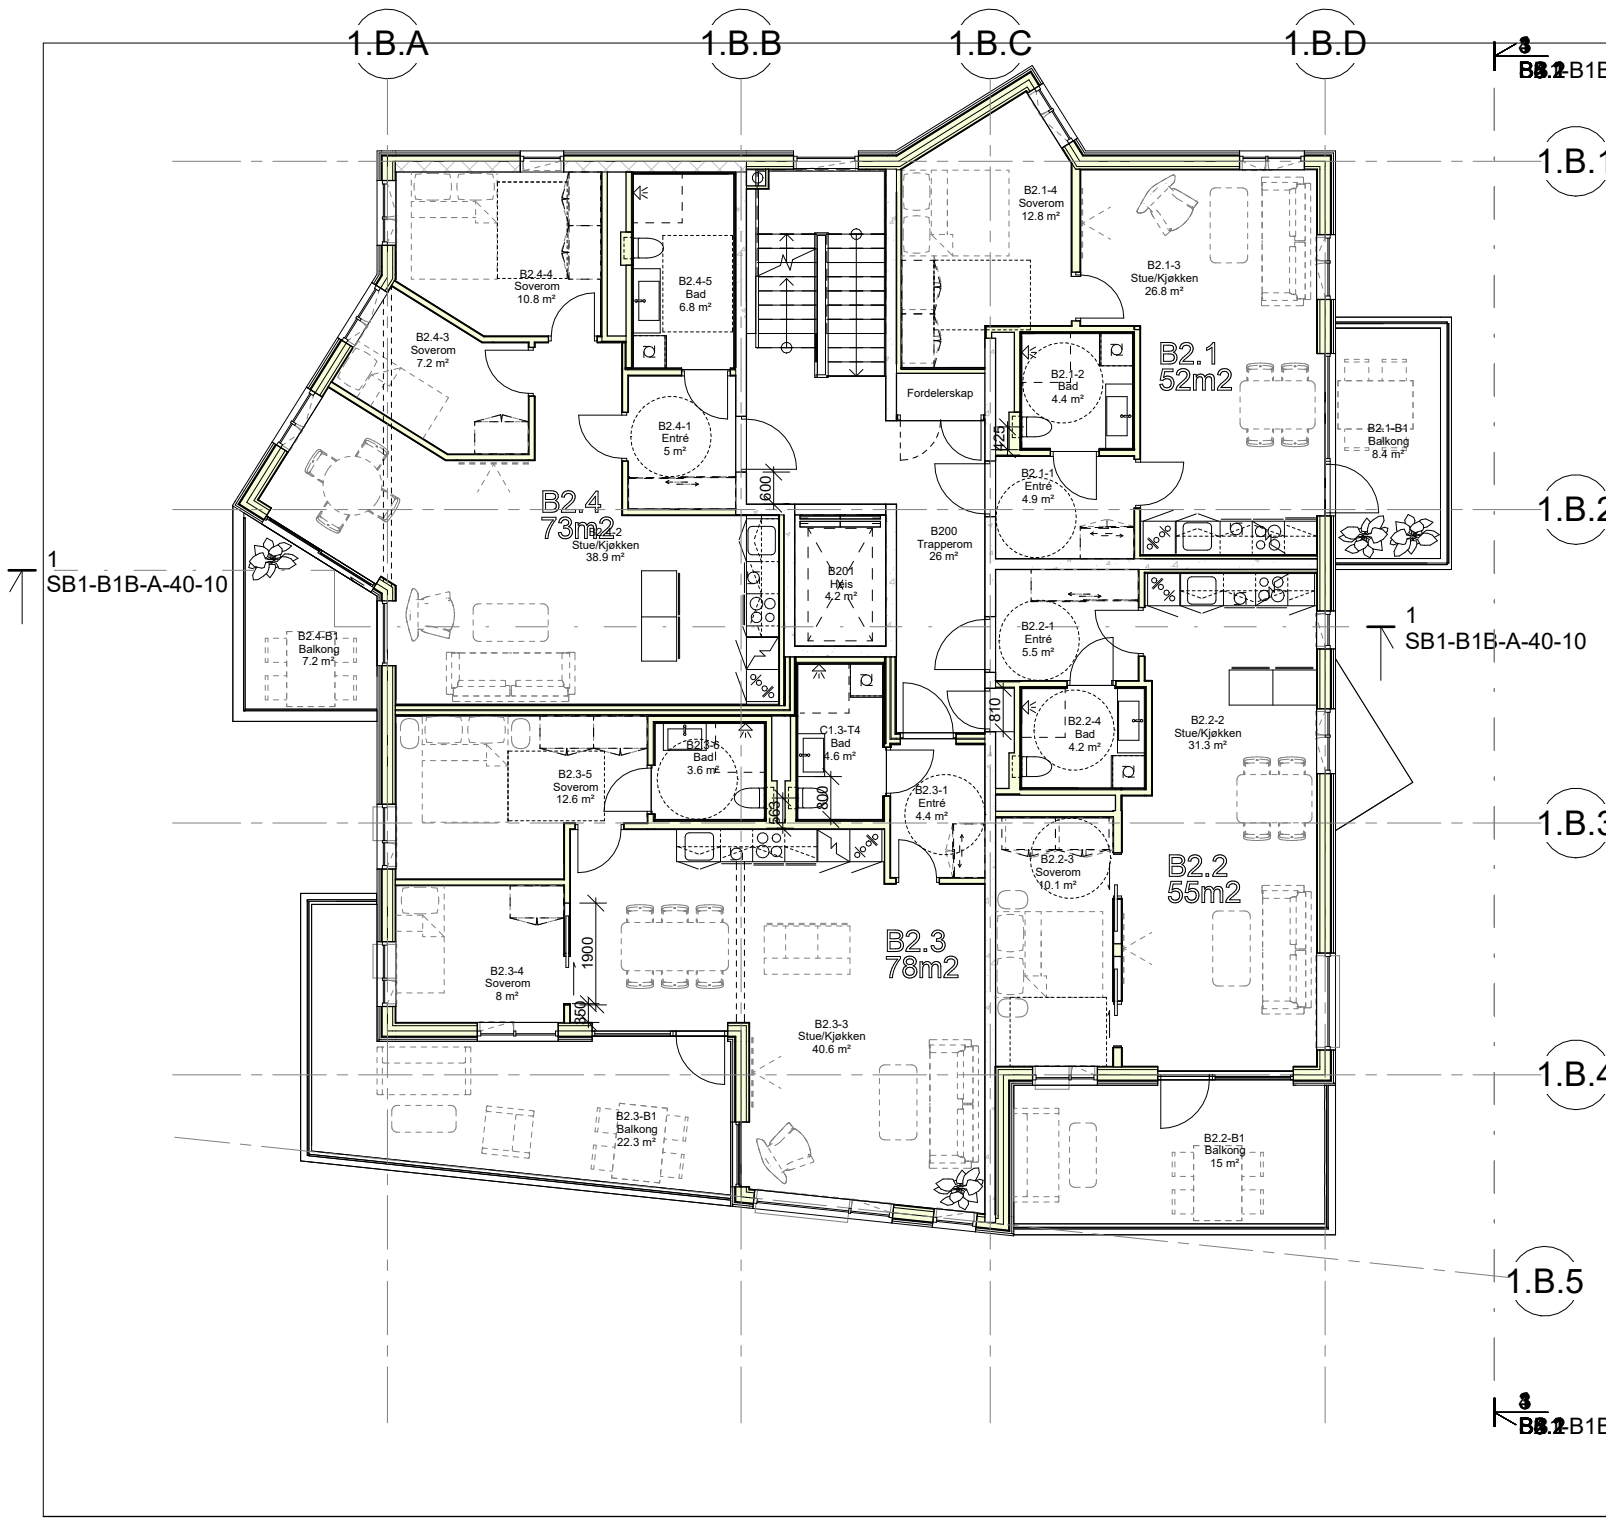 1.B.A
1.B.B
1.B.C
1.B.D
1.B.1
B2.1-4
Soverom
12.8 m²
B2.1-3
Stue/Kjøkken
26.8 m²
B2.4-4
Soverom
10.8 m²
B2.4-5
Bad
6.8 m²
B2.4-3
Soverom
7.2 m²
B2.1
52m2
B2.1-2
Bad
4.4 m²
Fordelerskap
B2.1-B1
Balkong
8.4 m²
B2.4-1
Entré
5 m²
425
600
B2.1-1
Entré
4.9 m²
1.B.2
B2.4
73m2
Stue/Kjøkken
38.9 m²
B200
Trapperom
26 m²
B201
Heis
4.2 m²
1
SB1-B1B-A-40-10
1
SB1-B1B-A-40-10
B2.2-1
Entré
5.5 m²
B2.4-B1
Balkong
7.2 m²
810
B2.2-4
Bad
4.2 m²
B2.2-2
Stue/Kjøkken
31.3 m²
C1.3-T4
Bad
4.6 m²
B2.3-6
Bad
3.6 m²
B2.3-5
Soverom
12.6 m²
563
800
B2.3-1
Entré
4.4 m²
1.B.3
B2.2-3
Soverom
10.1 m²
B2.2
55m2
B2.3
78m2
1900
350
B2.3-4
Soverom
8 m²
B2.3-3
Stue/Kjøkken
40.6 m²
1.B.4
B2.3-B1
Balkong
22.3 m²
B2.2-B1
Balkong
15 m²
1.B.5